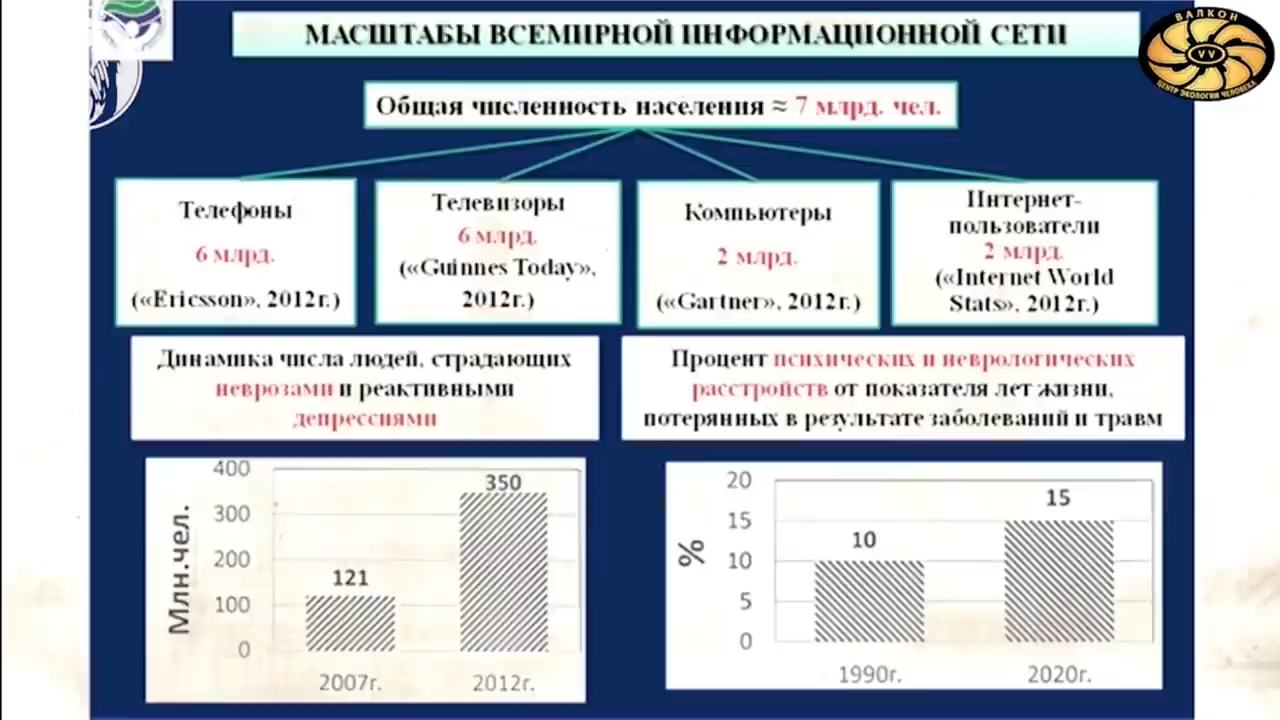 МАСШТАБЫ ВСЕМИРНОЙ ИНФОРМАЦИОННОЙ СЕТИ
ВАЛКОН
VV
ЦЕНТР ЭКОЛОГИИ ЧЕЛОВЕКА
Общая численность населения ≈ 7 млрд. чел.
Телефоны
6 млрд.
(«Ericsson», 2012г.)
Телевизоры
6 млрд.
(«Guinnes Today»,
2012г.)
Компьютеры
2 млрд.
(«Gartner», 2012г.)
Интернет-
пользователи
2 млрд.
(«Internet World
Stats», 2012г.)
Динамика числа людей, страдающих
неврозами и реактивными
депрессиями
Процент психических и неврологических
расстройств от показателя лет жизни,
потерянных в результате заболеваний и травм
Млн.чел.
400
300
200
100
0
121
350
2007г.
2012г.
%
20
15
10
5
0
10
15
1990г.
2020г.